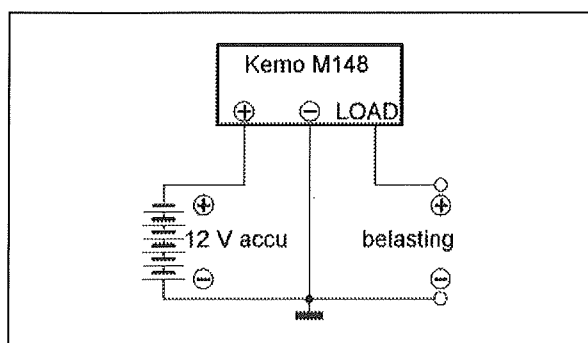 Kemo M148
+ − LOAD
+ +
12 V accu belasting
− −